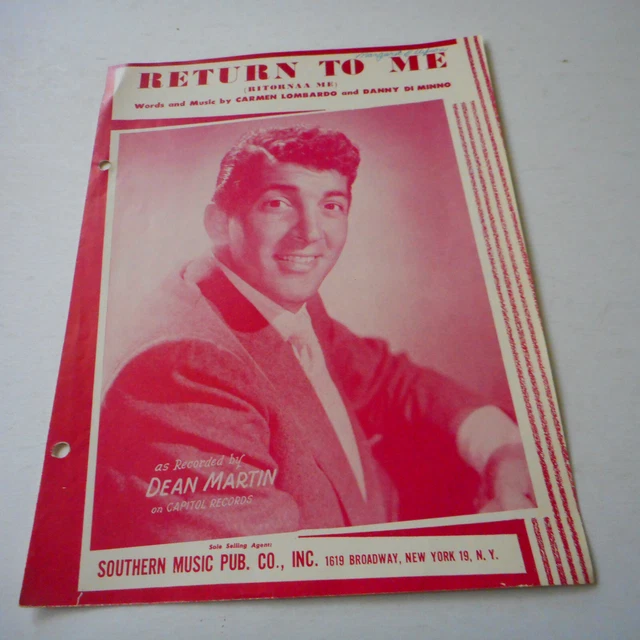 RETURN TO ME
(RITORNAA ME)
Words and Music by CARMEN LOMBARDO and DANNY DI MINNO
as Recorded by
DEAN MARTIN
on CAPITOL RECORDS
Sole Selling Agent:
SOUTHERN MUSIC PUB. CO., INC. 1619 BROADWAY, NEW YORK 19, N. Y.